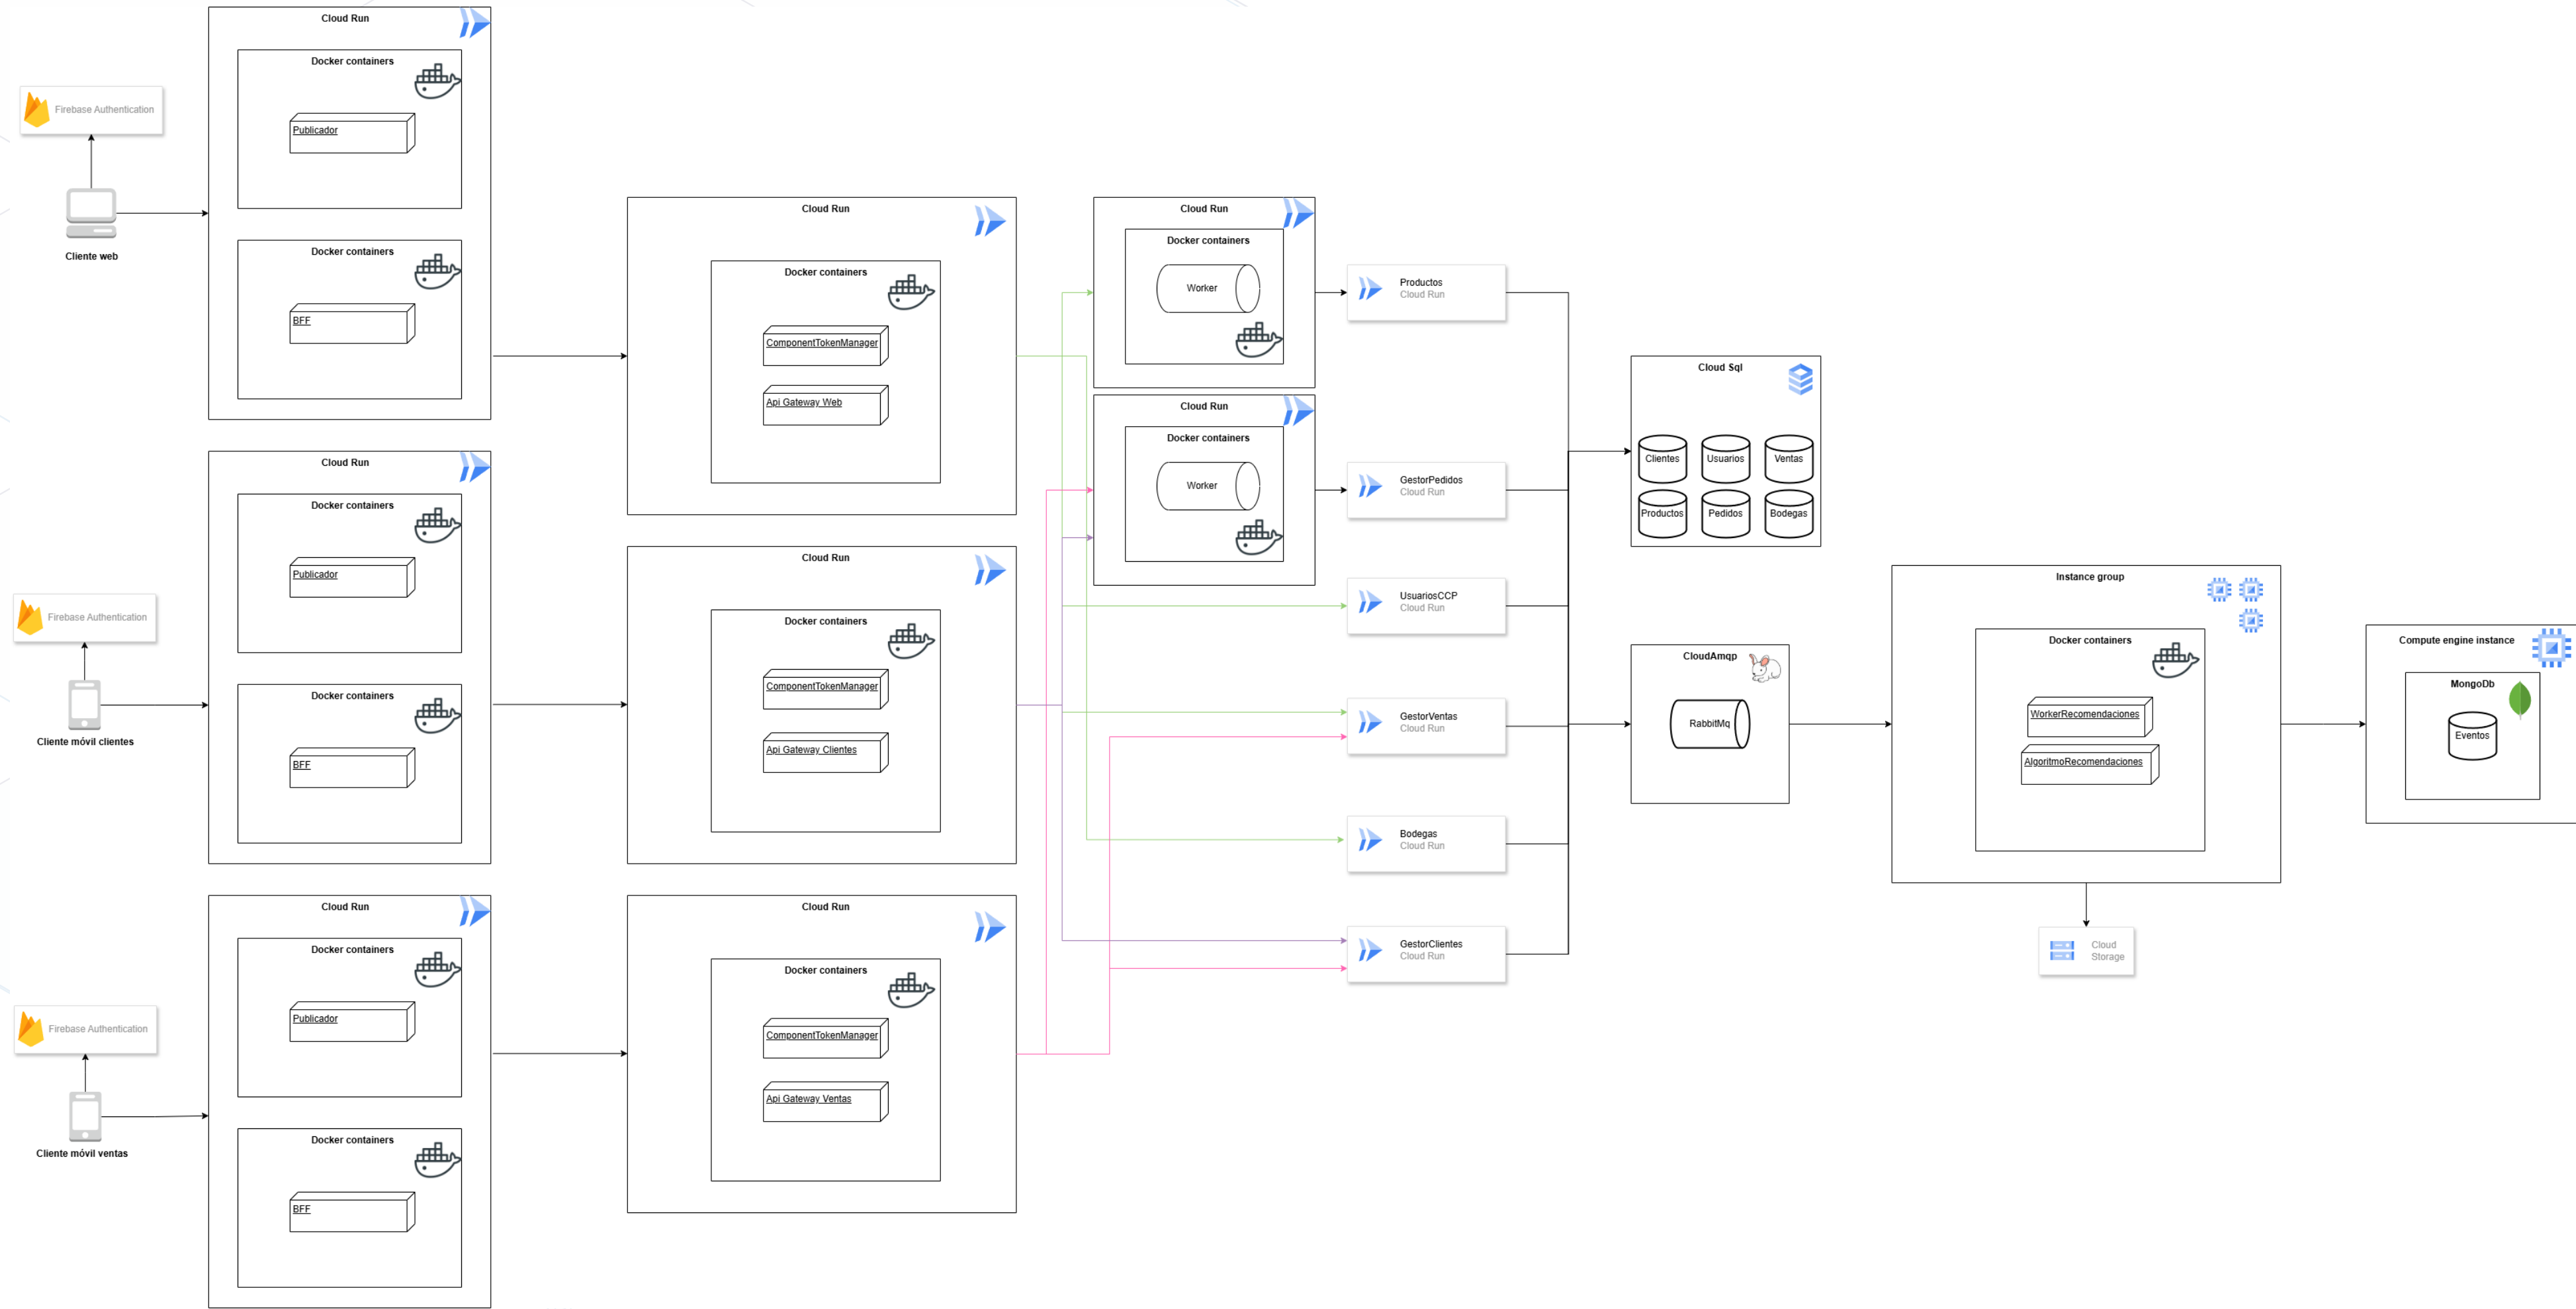 Cloud Run
Docker containers
Publicador
Docker containers
BFF
Firebase Authentication
Cliente web
Cloud Run
Docker containers
Publicador
Docker containers
BFF
Firebase Authentication
Cliente móvil clientes
Cloud Run
Docker containers
Publicador
Docker containers
BFF
Firebase Authentication
Cliente móvil ventas
Cloud Run
Docker containers
ComponentTokenManager
Api Gateway Web
Cloud Run
Docker containers
ComponentTokenManager
Api Gateway Clientes
Cloud Run
Docker containers
ComponentTokenManager
Api Gateway Ventas
Cloud Run
Docker containers
Worker
Cloud Run
Docker containers
Worker
Productos
Cloud Run
GestorPedidos
Cloud Run
UsuariosCCP
Cloud Run
GestorVentas
Cloud Run
Bodegas
Cloud Run
GestorClientes
Cloud Run
Cloud Sql
Clientes
Usuarios
Ventas
Productos
Pedidos
Bodegas
CloudAmqp
RabbitMq
Instance group
Docker containers
WorkerRecomendaciones
AlgoritmoRecomendaciones
Cloud
Storage
Compute engine instance
MongoDb
Eventos